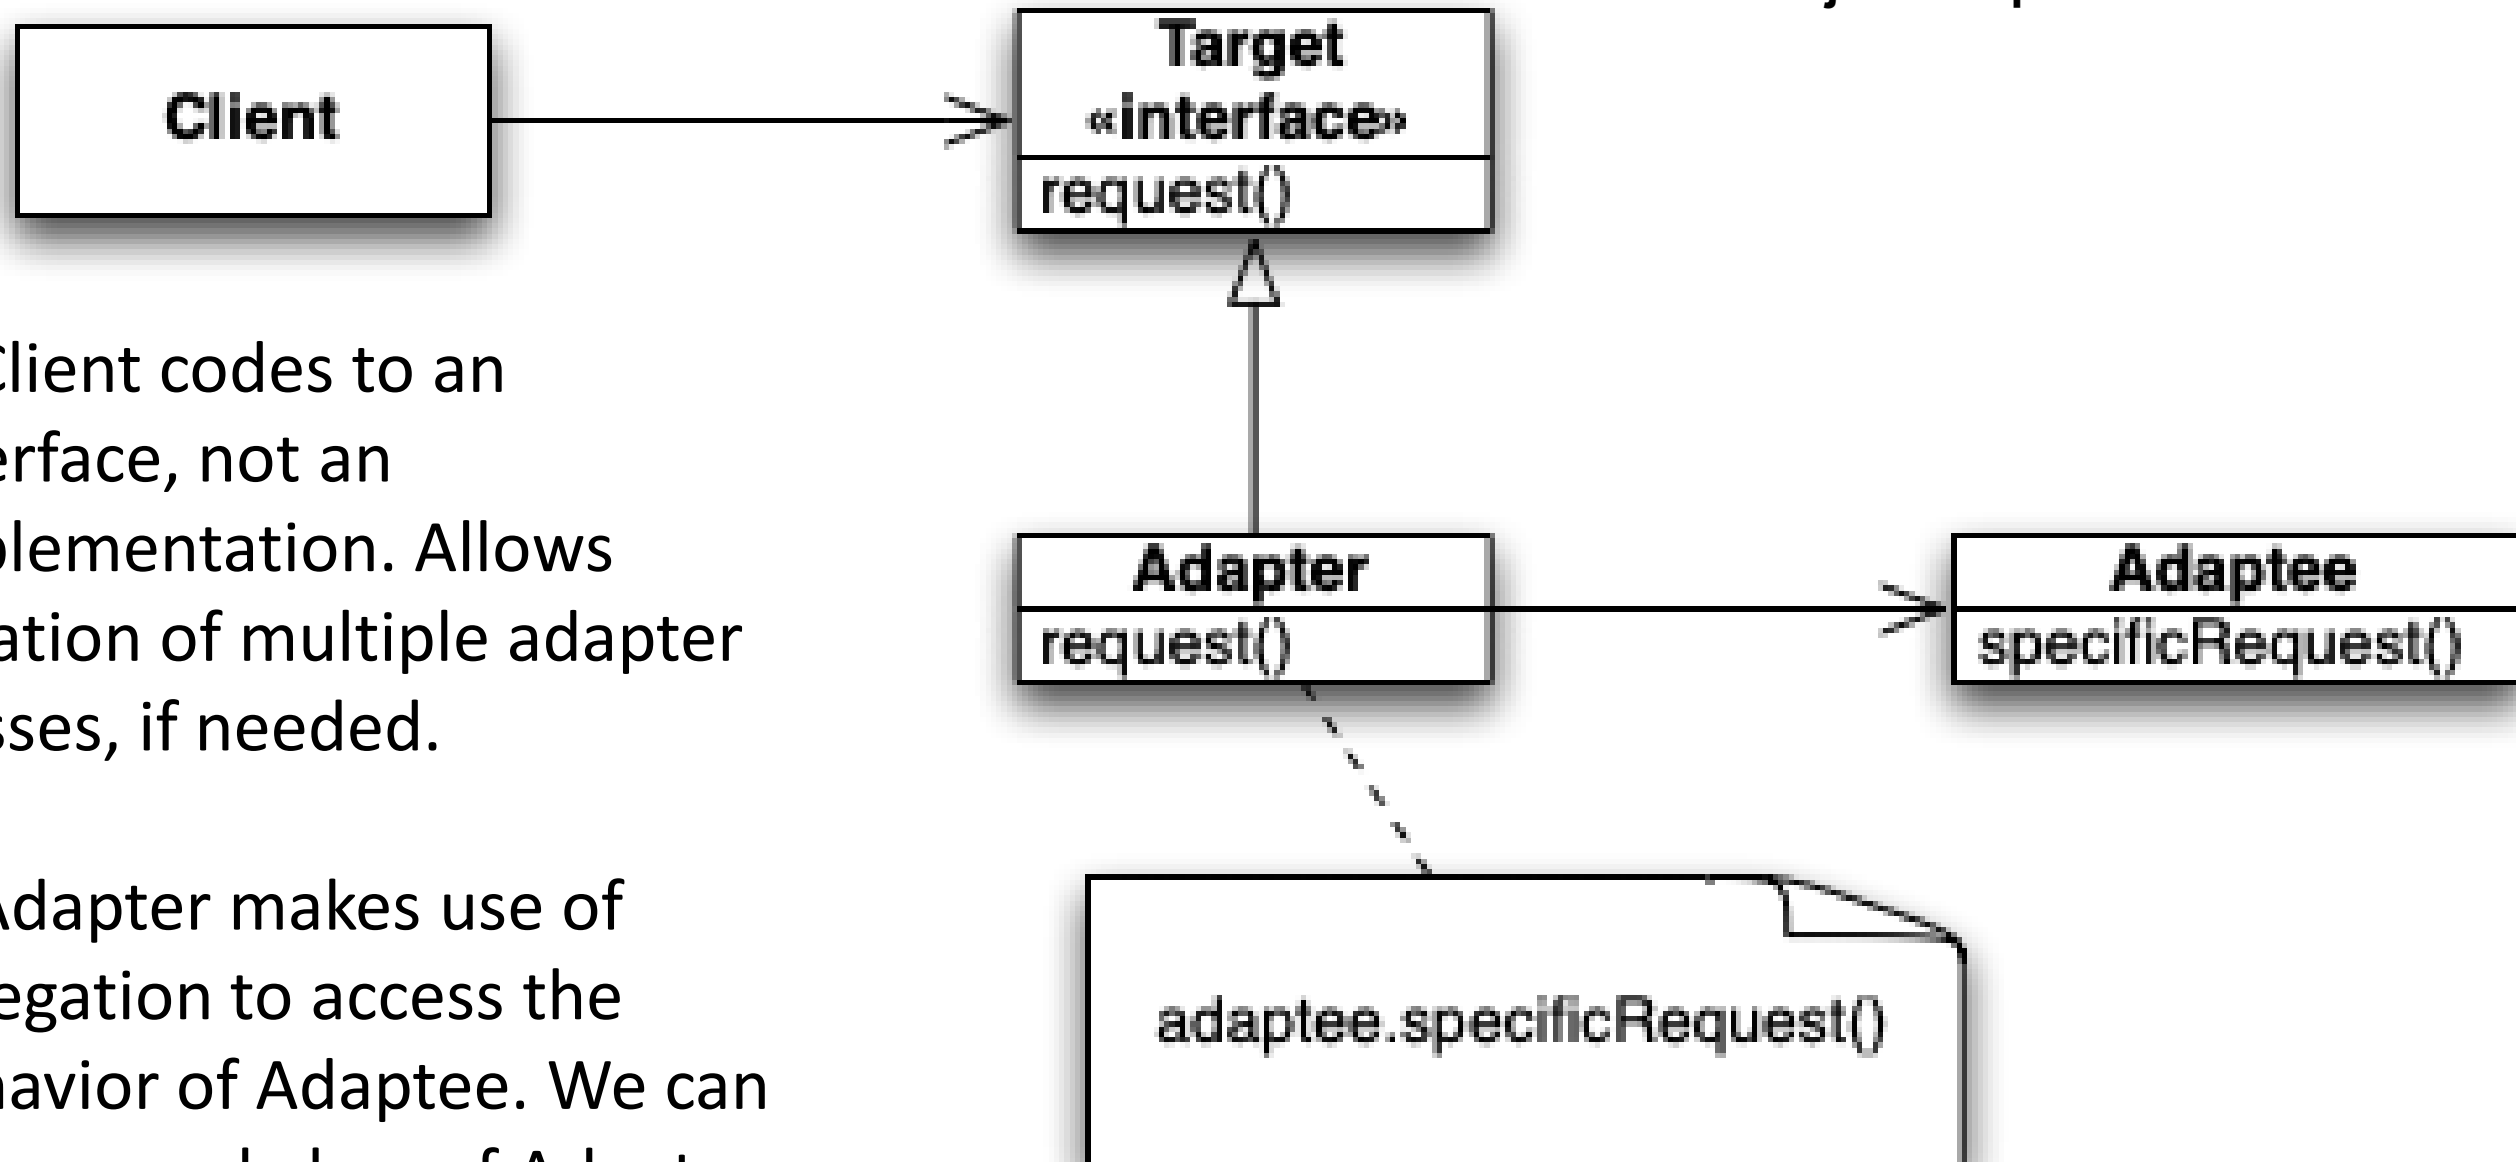 Client
Target
«interface»
request()
Client codes to an
erface, not an
plementation. Allows
ation of multiple adapter
sses, if needed.
Adapter
request()
Adaptee
specificRequest()
Adapter makes use of
egation to access the
havior of Adaptee. We can
adaptee.specificRequest()